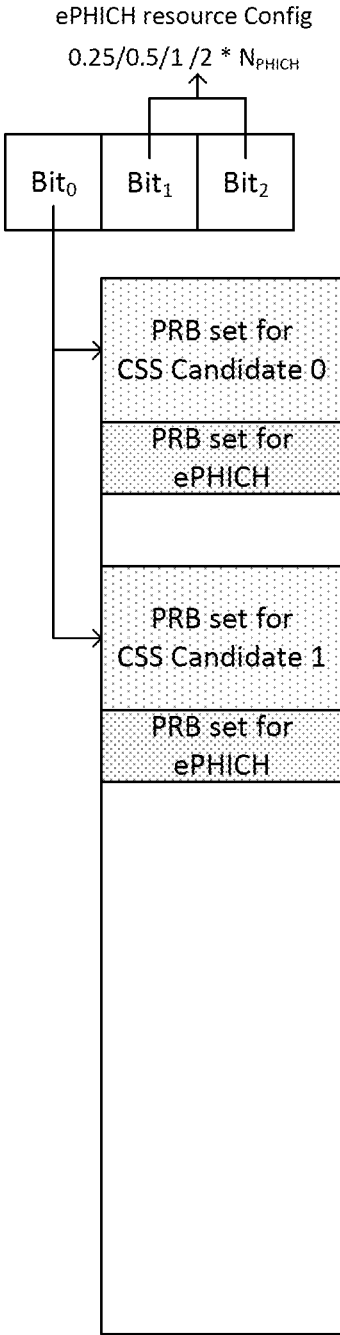 ePHICH resource Config
0.25/0.5/1 /2 * N_PHICH
Bit₀ Bit₁ Bit₂
PRB set for
CSS Candidate 0
PRB set for
ePHICH
PRB set for
CSS Candidate 1
PRB set for
ePHICH